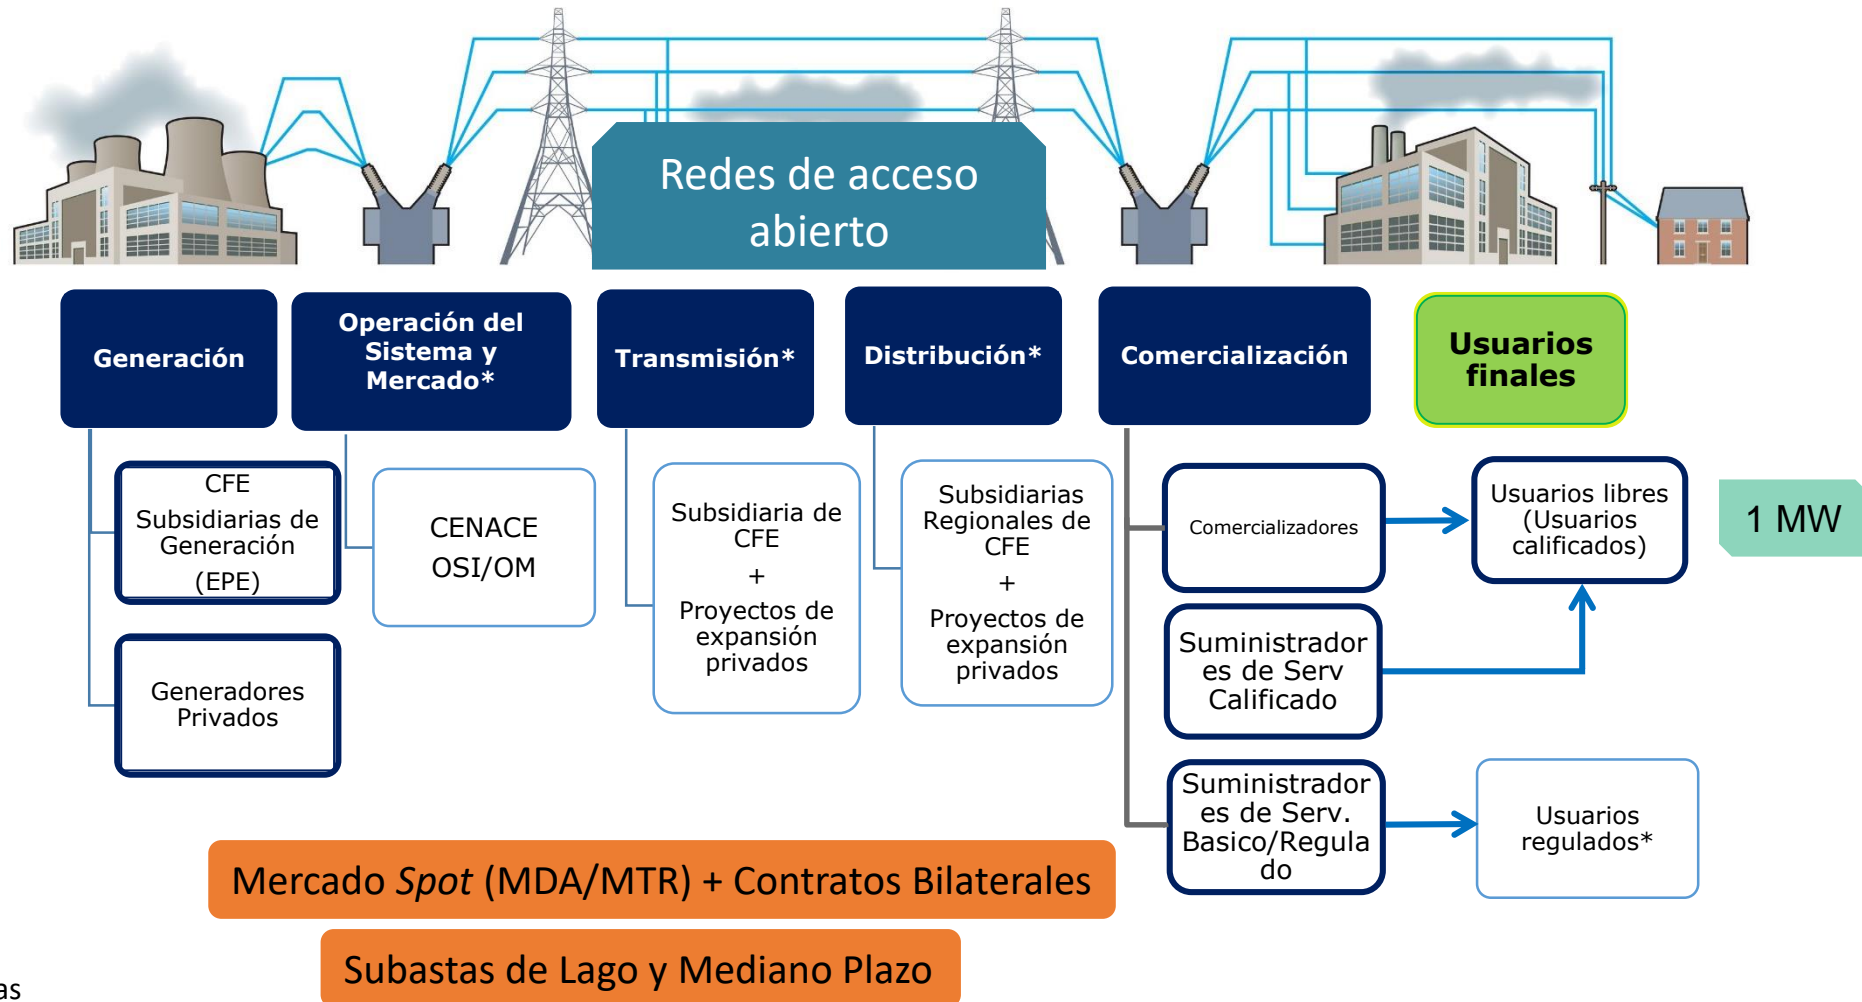 Redes de acceso
abierto
Generación
Operación del
Sistema y
Mercado*
Transmisión*
Distribución*
Comercialización
Usuarios
finales
CFE
Subsidiarias de
Generación
(EPE)
Generadores
Privados
CENACE
OSI/OM
Subsidiaria de
CFE
+
Proyectos de
expansión
privados
Subsidiarias
Regionales de
CFE
+
Proyectos de
expansión
privados
Comercializadores
Suministrador
es de Serv
Calificado
Suministrador
es de Serv.
Basico/Regula
do
Usuarios libres
(Usuarios
calificados)
1 MW
Usuarios
regulados*
Mercado Spot (MDA/MTR) + Contratos Bilaterales
Subastas de Lago y Mediano Plazo
as